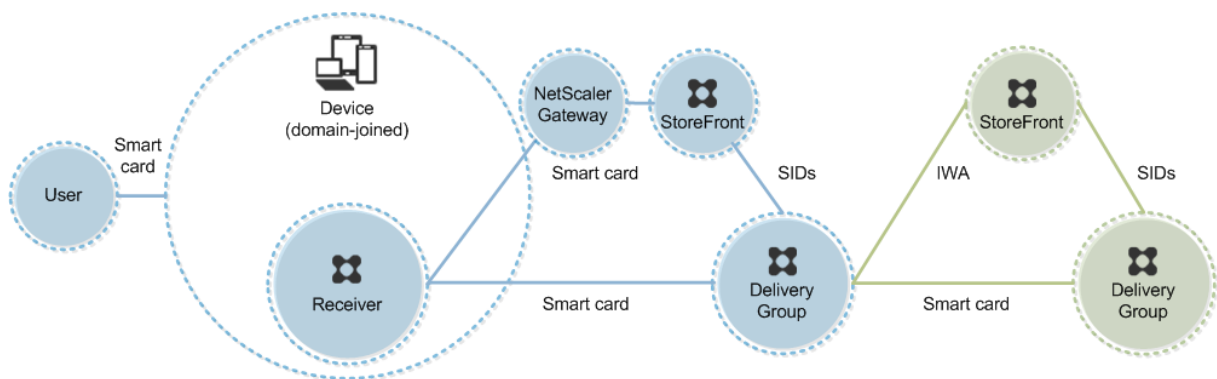 User
Smart
card
Device
(domain-joined)
Receiver
NetScaler
Gateway
StoreFront
Smart card
SIDs
Smart card
Delivery
Group
IWA
StoreFront
SIDs
Smart card
Delivery
Group